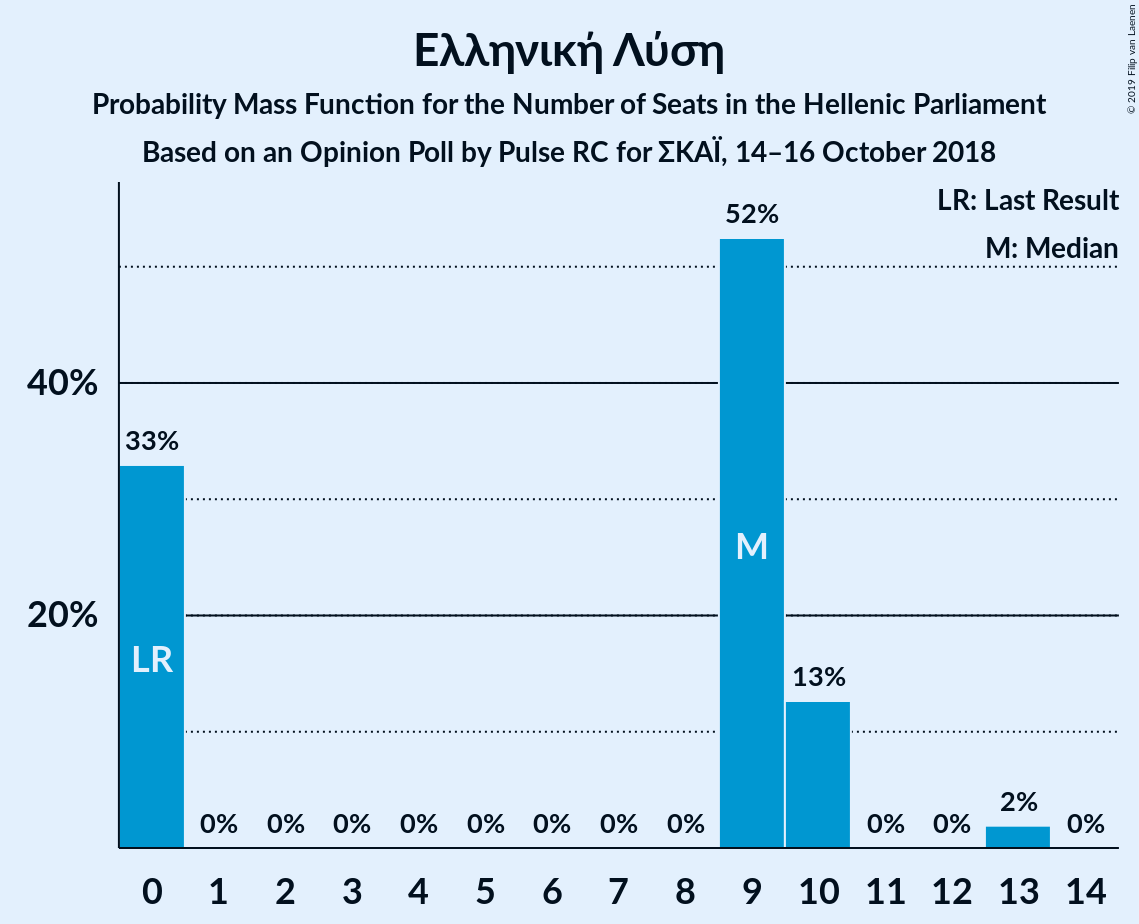 Ελληνική Λύση
Probability Mass Function for the Number of Seats in the Hellenic Parliament
Based on an Opinion Poll by Pulse RC for ΣΚΑΪ, 14–16 October 2018
© 2019 Filip van Laenen
LR: Last Result
M: Median
52%
40%
33%
M
20%
LR
13%
2%
0% 0% 0% 0% 0% 0% 0% 0% 0% 0% 0%
0 1 2 3 4 5 6 7 8 9 10 11 12 13 14